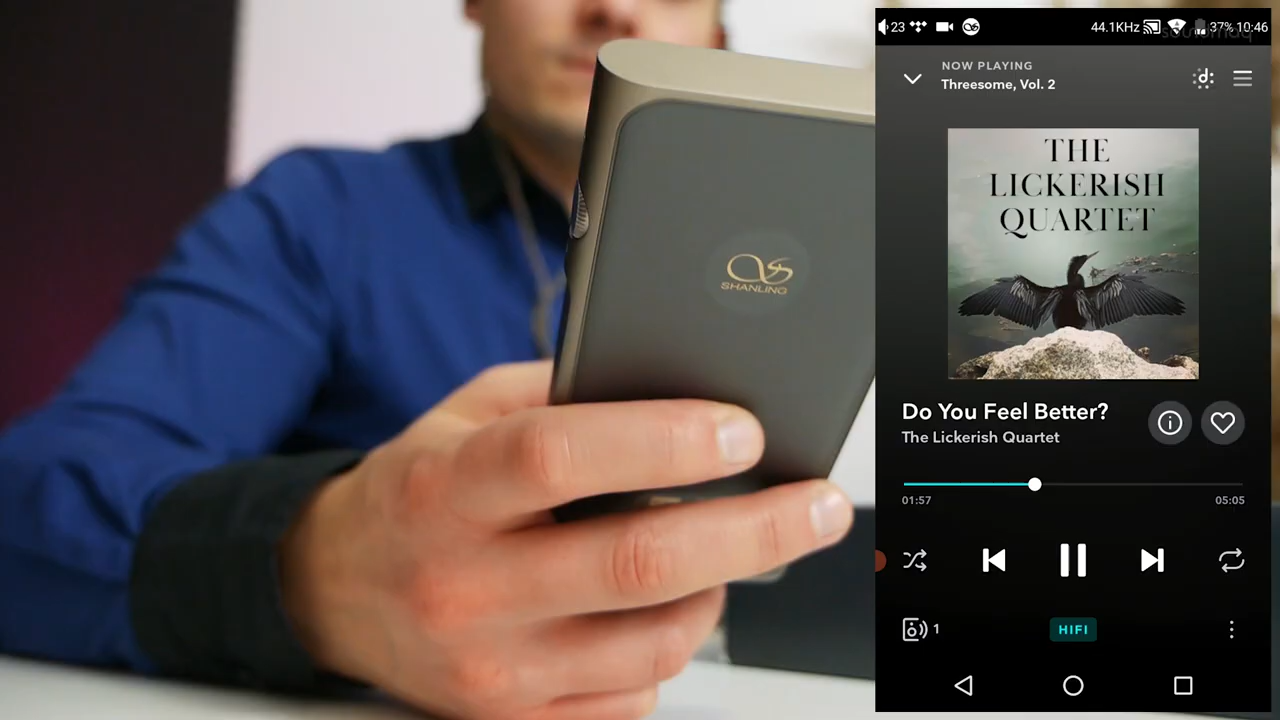 SHANLING
23
44.1KHz
37% 10:46
NOW PLAYING
Threesome, Vol. 2
THE
LICKERISH
QUARTET
Do You Feel Better?
The Lickerish Quartet
01:57
05:05
1
HIFI